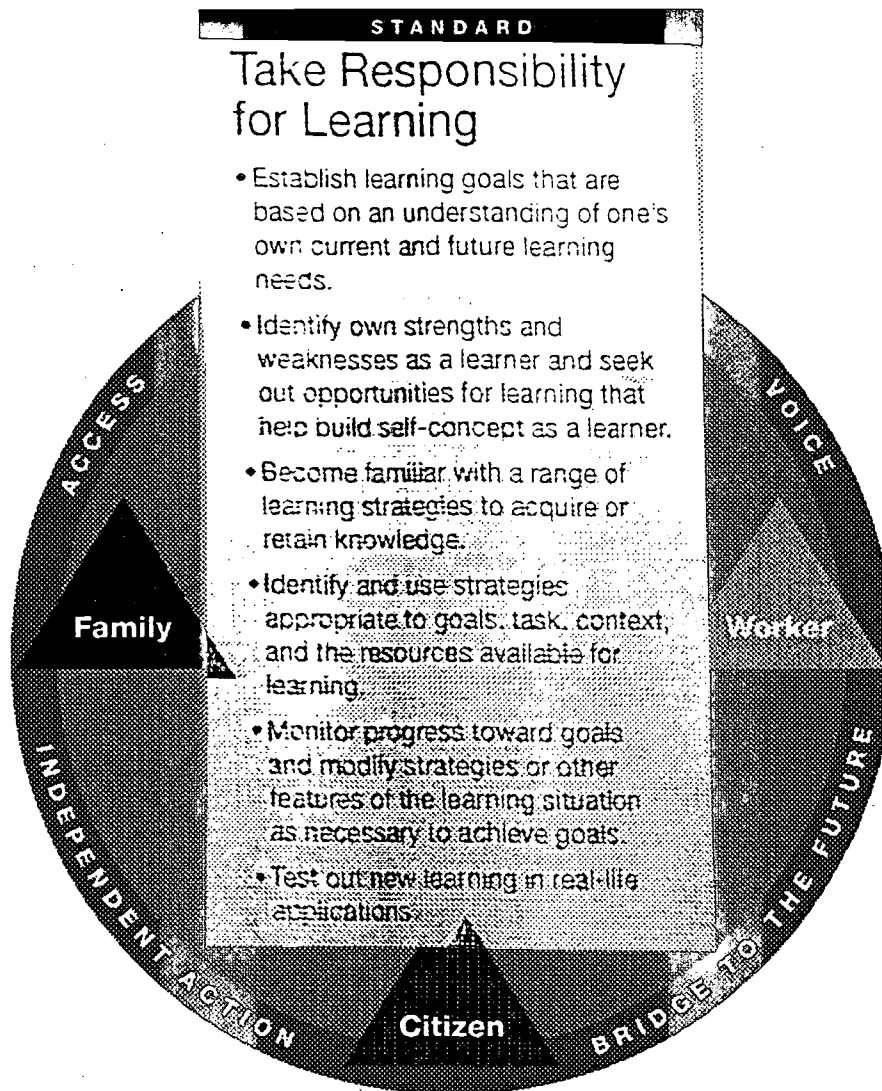 STANDARD
Take Responsibility
for Learning
• Establish learning goals that are
based on an understanding of one's
own current and future learning
needs.
• Identify own strengths and
weaknesses as a learner and seek
out opportunities for learning that
help build self-concept as a learner.
• Become familiar with a range of
learning strategies to acquire or
retain knowledge.
• Identify and use strategies
appropriate to goals, task, context,
and the resources available for
learning.
• Monitor progress toward goals
and modify strategies or other
features of the learning situation
as necessary to achieve goals.
• Test out new learning in real-life
applications.
ACCESS
VOICE
Family
Worker
INDEPENDENT ACTION
BRIDGE TO THE FUTURE
Citizen